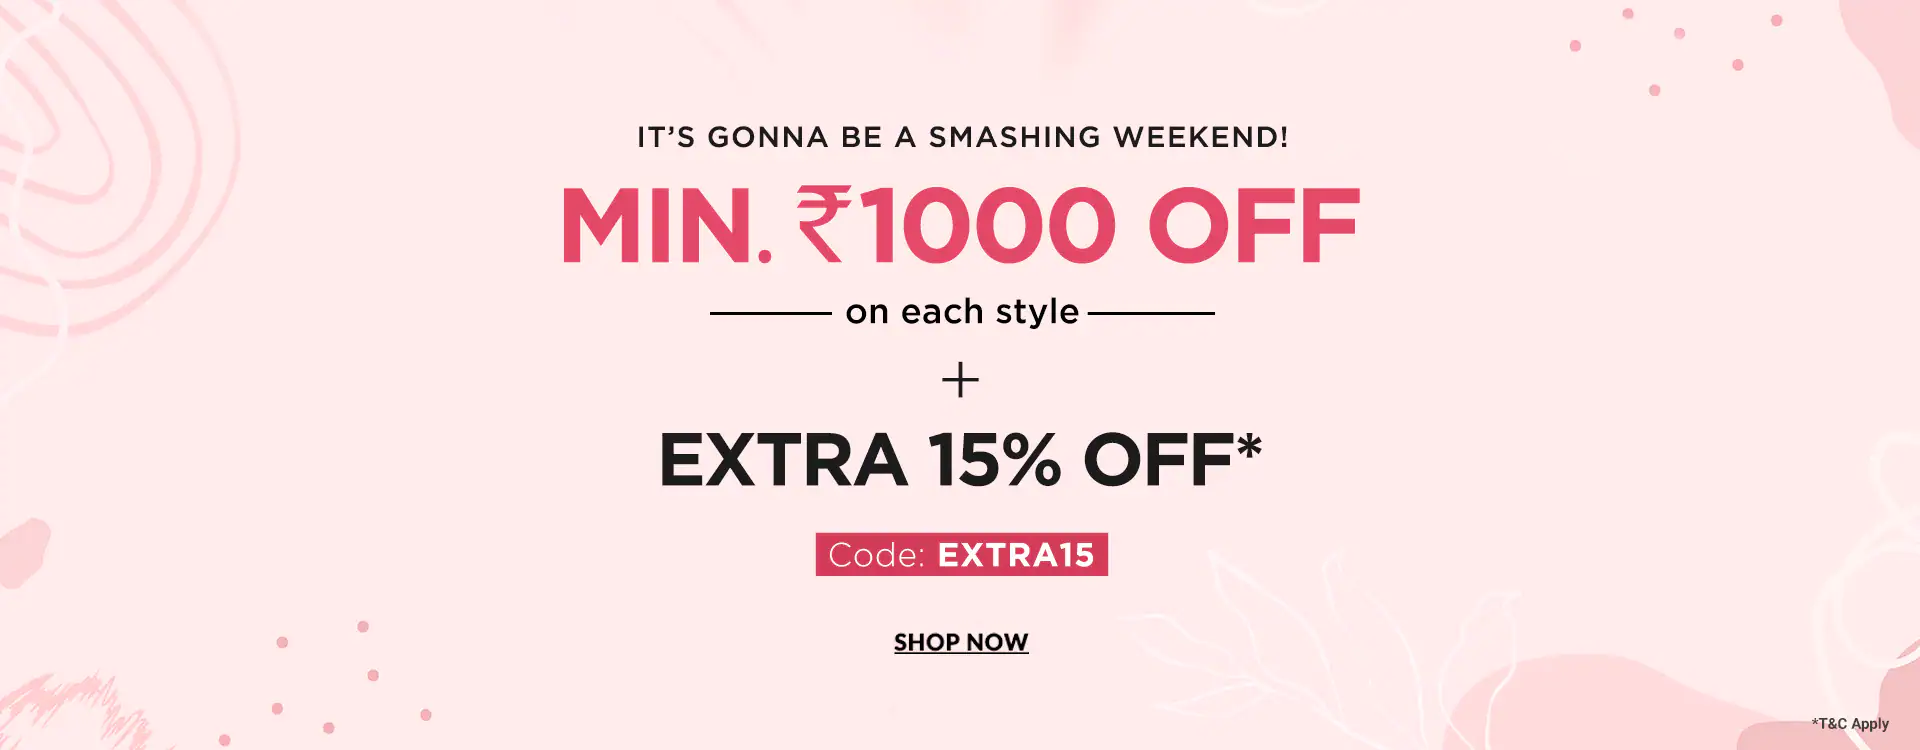 IT’S GONNA BE A SMASHING WEEKEND!
MIN. ₹1000 OFF
on each style
+
EXTRA 15% OFF*
Code: EXTRA15
SHOP NOW
*T&C Apply